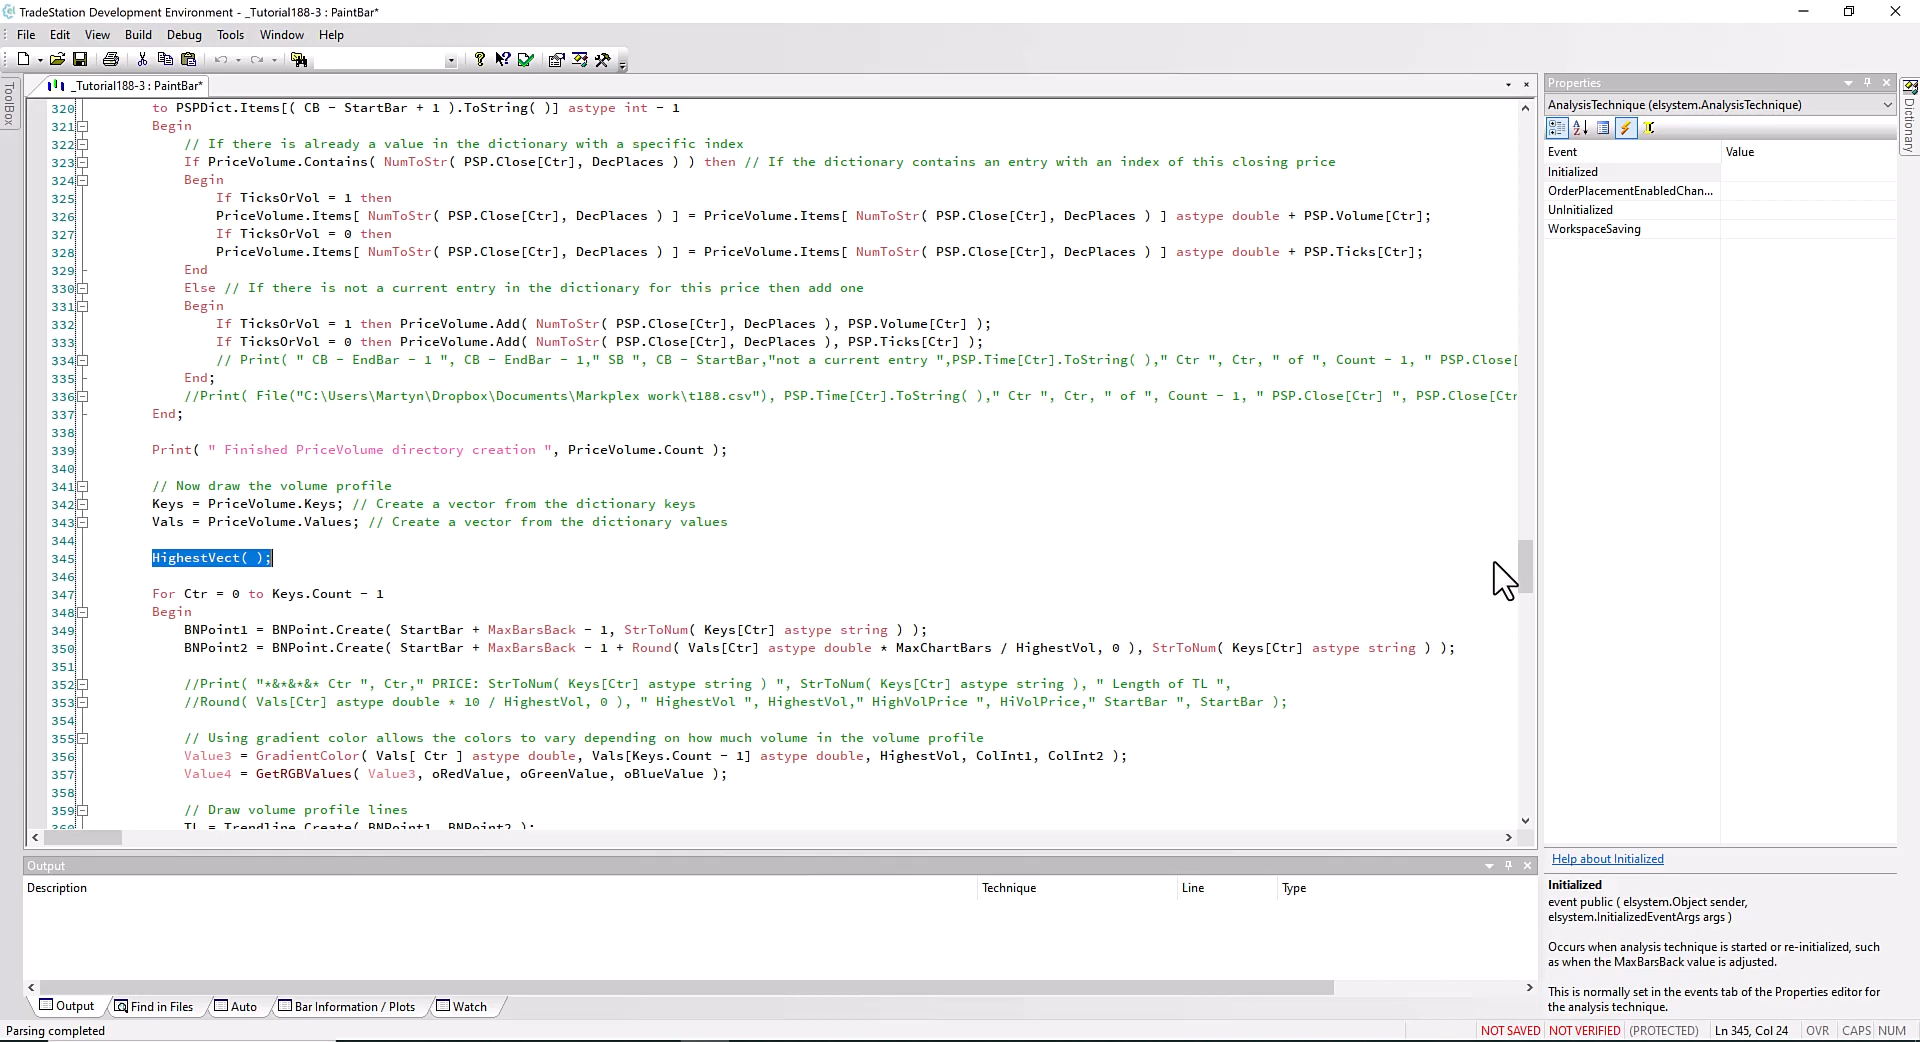 TradeStation Development Environment - _Tutorial188-3 : PaintBar*
File Edit View Build Debug Tools Window Help
ToolBox
_Tutorial188-3 : PaintBar*
320 to PSPDict.Items[( CB - StartBar + 1 ).ToString( )] astype int - 1
321 Begin
322 // If there is already a value in the dictionary with a specific index
323 If PriceVolume.Contains( NumToStr( PSP.Close[Ctr], DecPlaces ) ) then // If the dictionary contains an entry with an index of this closing price
324 Begin
325 If TicksOrVol = 1 then
326 PriceVolume.Items[ NumToStr( PSP.Close[Ctr], DecPlaces ) ] = PriceVolume.Items[ NumToStr( PSP.Close[Ctr], DecPlaces ) ] astype double + PSP.Volume[Ctr];
327 If TicksOrVol = 0 then
328 PriceVolume.Items[ NumToStr( PSP.Close[Ctr], DecPlaces ) ] = PriceVolume.Items[ NumToStr( PSP.Close[Ctr], DecPlaces ) ] astype double + PSP.Ticks[Ctr];
329 End
330 Else // If there is not a current entry in the dictionary for this price then add one
331 Begin
332 If TicksOrVol = 1 then PriceVolume.Add( NumToStr( PSP.Close[Ctr], DecPlaces ), PSP.Volume[Ctr] );
333 If TicksOrVol = 0 then PriceVolume.Add( NumToStr( PSP.Close[Ctr], DecPlaces ), PSP.Ticks[Ctr] );
334 // Print( " CB - EndBar - 1 ", CB - EndBar - 1," SB ", CB - StartBar,"not a current entry ",PSP.Time[Ctr].ToString( )," Ctr ", Ctr, " of ", Count - 1, " PSP.Close[
335 End;
336 //Print( File("C:\Users\Martyn\Dropbox\Documents\Markplex work\t188.csv"), PSP.Time[Ctr].ToString( )," Ctr ", Ctr, " of ", Count - 1, " PSP.Close[Ctr] ", PSP.Close[Ctr
337 End;
338
339 Print( " Finished PriceVolume directory creation ", PriceVolume.Count );
340
341 // Now draw the volume profile
342 Keys = PriceVolume.Keys; // Create a vector from the dictionary keys
343 Vals = PriceVolume.Values; // Create a vector from the dictionary values
344
345 HighestVect( );
346
347 For Ctr = 0 to Keys.Count - 1
348 Begin
349 BNPoint1 = BNPoint.Create( StartBar + MaxBarsBack - 1, StrToNum( Keys[Ctr] astype string ) );
350 BNPoint2 = BNPoint.Create( StartBar + MaxBarsBack - 1 + Round( Vals[Ctr] astype double * MaxChartBars / HighestVol, 0 ), StrToNum( Keys[Ctr] astype string ) );
351
352 //Print( "*&*&*&* Ctr ", Ctr," PRICE: StrToNum( Keys[Ctr] astype string ) ", StrToNum( Keys[Ctr] astype string ), " Length of TL ",
353 //Round( Vals[Ctr] astype double * 10 / HighestVol, 0 ), " HighestVol ", HighestVol," HighVolPrice ", HiVolPrice," StartBar ", StartBar );
354
355 // Using gradient color allows the colors to vary depending on how much volume in the volume profile
356 Value3 = GradientColor( Vals[ Ctr ] astype double, Vals[Keys.Count - 1] astype double, HighestVol, ColInt1, ColInt2 );
357 Value4 = GetRGBValues( Value3, oRedValue, oGreenValue, oBlueValue );
358
359 // Draw volume profile lines
360 TL = Trendline.Create( BNPoint1, BNPoint2 );
Output
Description Technique Line Type
Output Find in Files Auto Bar Information / Plots Watch
Parsing completed
NOT SAVED NOT VERIFIED (PROTECTED) Ln 345, Col 24 OVR CAPS NUM
Properties
AnalysisTechnique (elsystem.AnalysisTechnique)
Event Value
Initialized
OrderPlacementEnabledChan...
UnInitialized
WorkspaceSaving
Help about Initialized
Initialized
event public ( elsystem.Object sender,
elsystem.InitializedEventArgs args )
Occurs when analysis technique is started or re-initialized, such
as when the MaxBarsBack value is adjusted.
This is normally set in the events tab of the Properties editor for
the analysis technique.
Dictionary